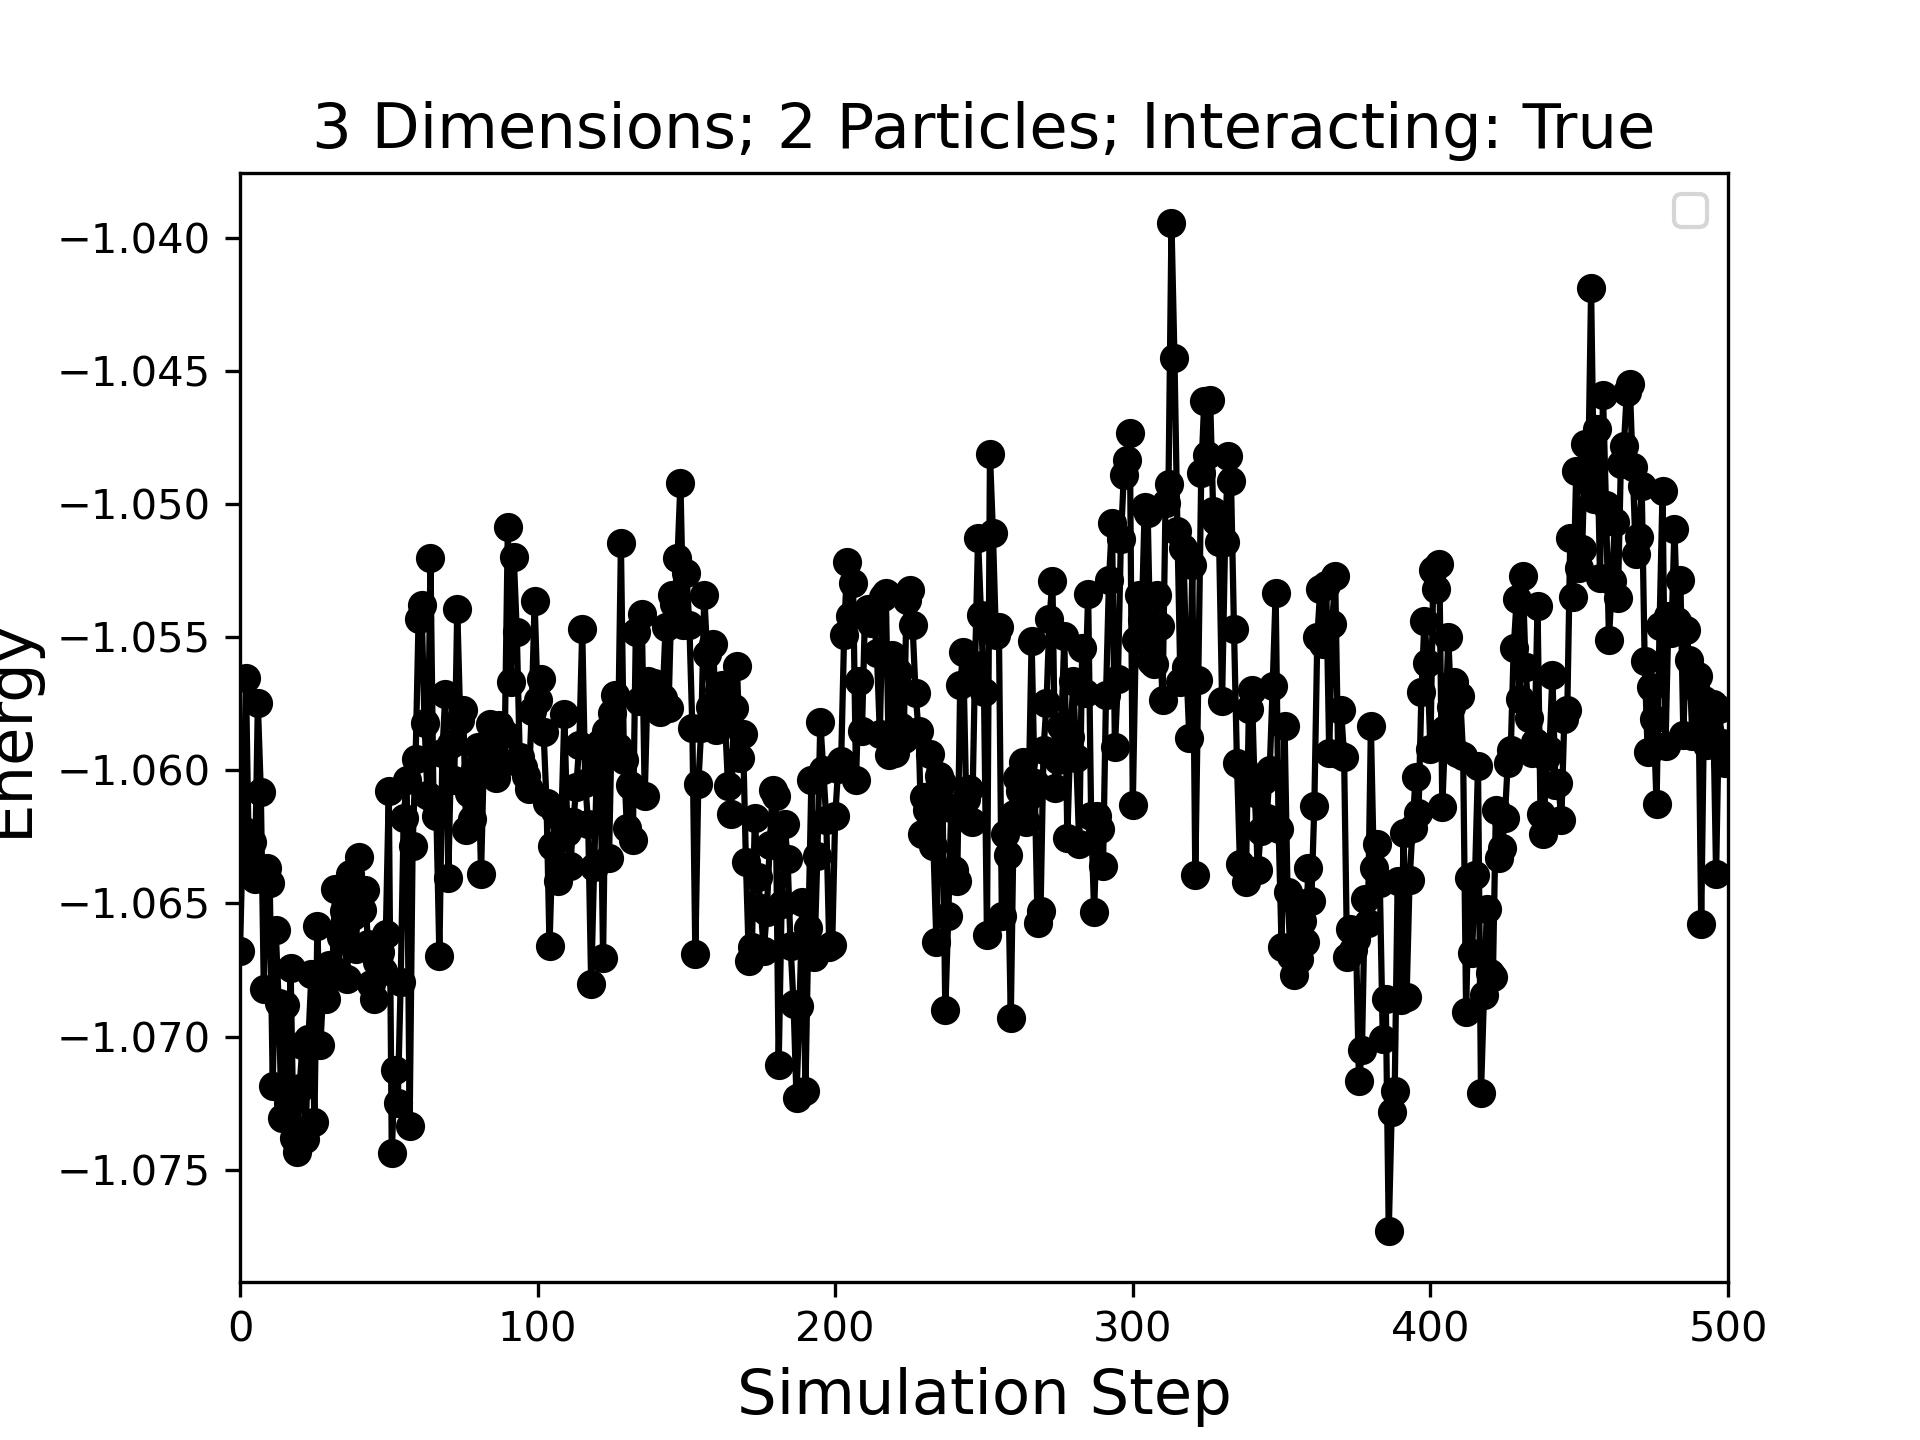 3 Dimensions; 2 Particles; Interacting: True
−1.040
−1.045
−1.050
−1.055
−1.060
−1.065
−1.070
−1.075
Energy
0 100 200 300 400 500
Simulation Step